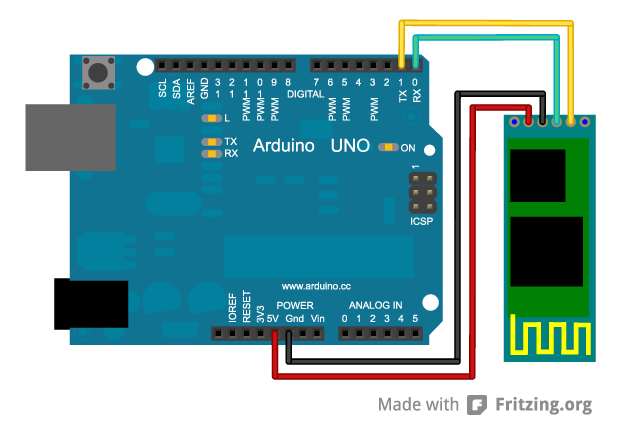 SCL
SDA
AREF
GND
13
12
PWM 11
PWM 10
PWM 9
8
7
PWM 6
PWM 5
4
PWM 3
2
TX 1
RX 0
DIGITAL
L
TX
RX
Arduino UNO
ON
1
ICSP
www.arduino.cc
POWER
ANALOG IN
IOREF
RESET
3V3
5V
Gnd
Vin
0 1 2 3 4 5
Made with Fritzing.org